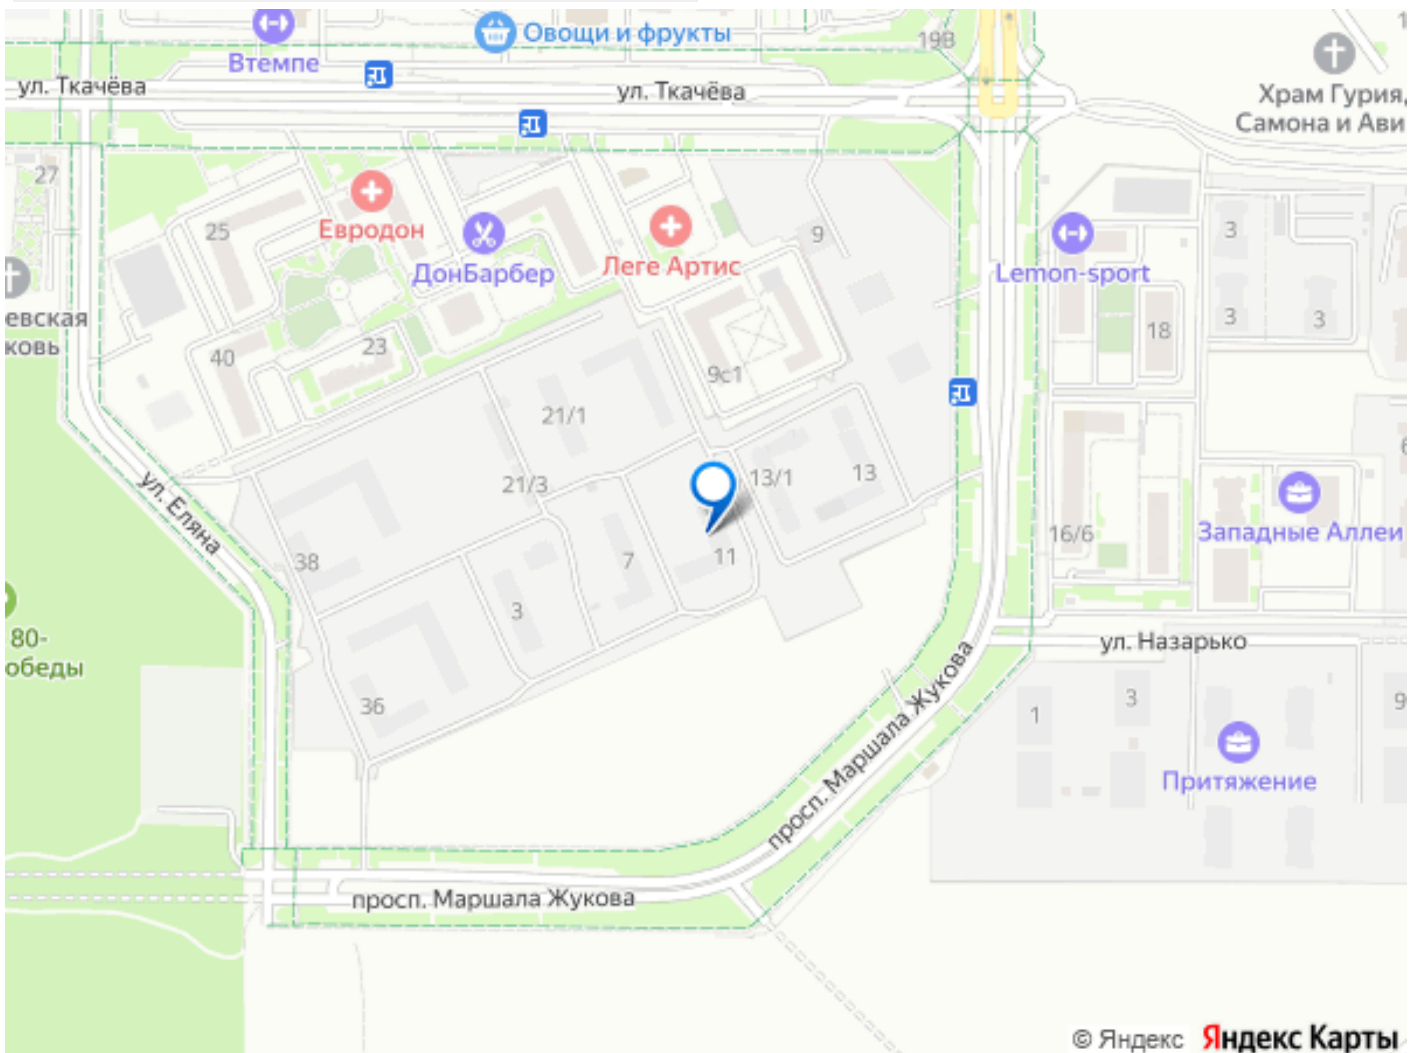 Втемпе
Овощи и фрукты
19В
ул. Ткачёва
ул. Ткачёва
Храм Гурия,
Самона и Ави
27
25
Евродон
ДонБарбер
Леге Артис
9
Lemon-sport
3
3
3
18
евская
ковь
40
23
9с1
21/1
21/3
13/1
13
ул. Еляна
38
7
11
3
16/6
Западные Аллеи
80-
обеды
36
ул. Назарько
1
3
9
Притяжение
просп. Маршала Жукова
просп. Маршала Жукова
© Яндекс Яндекс Карты